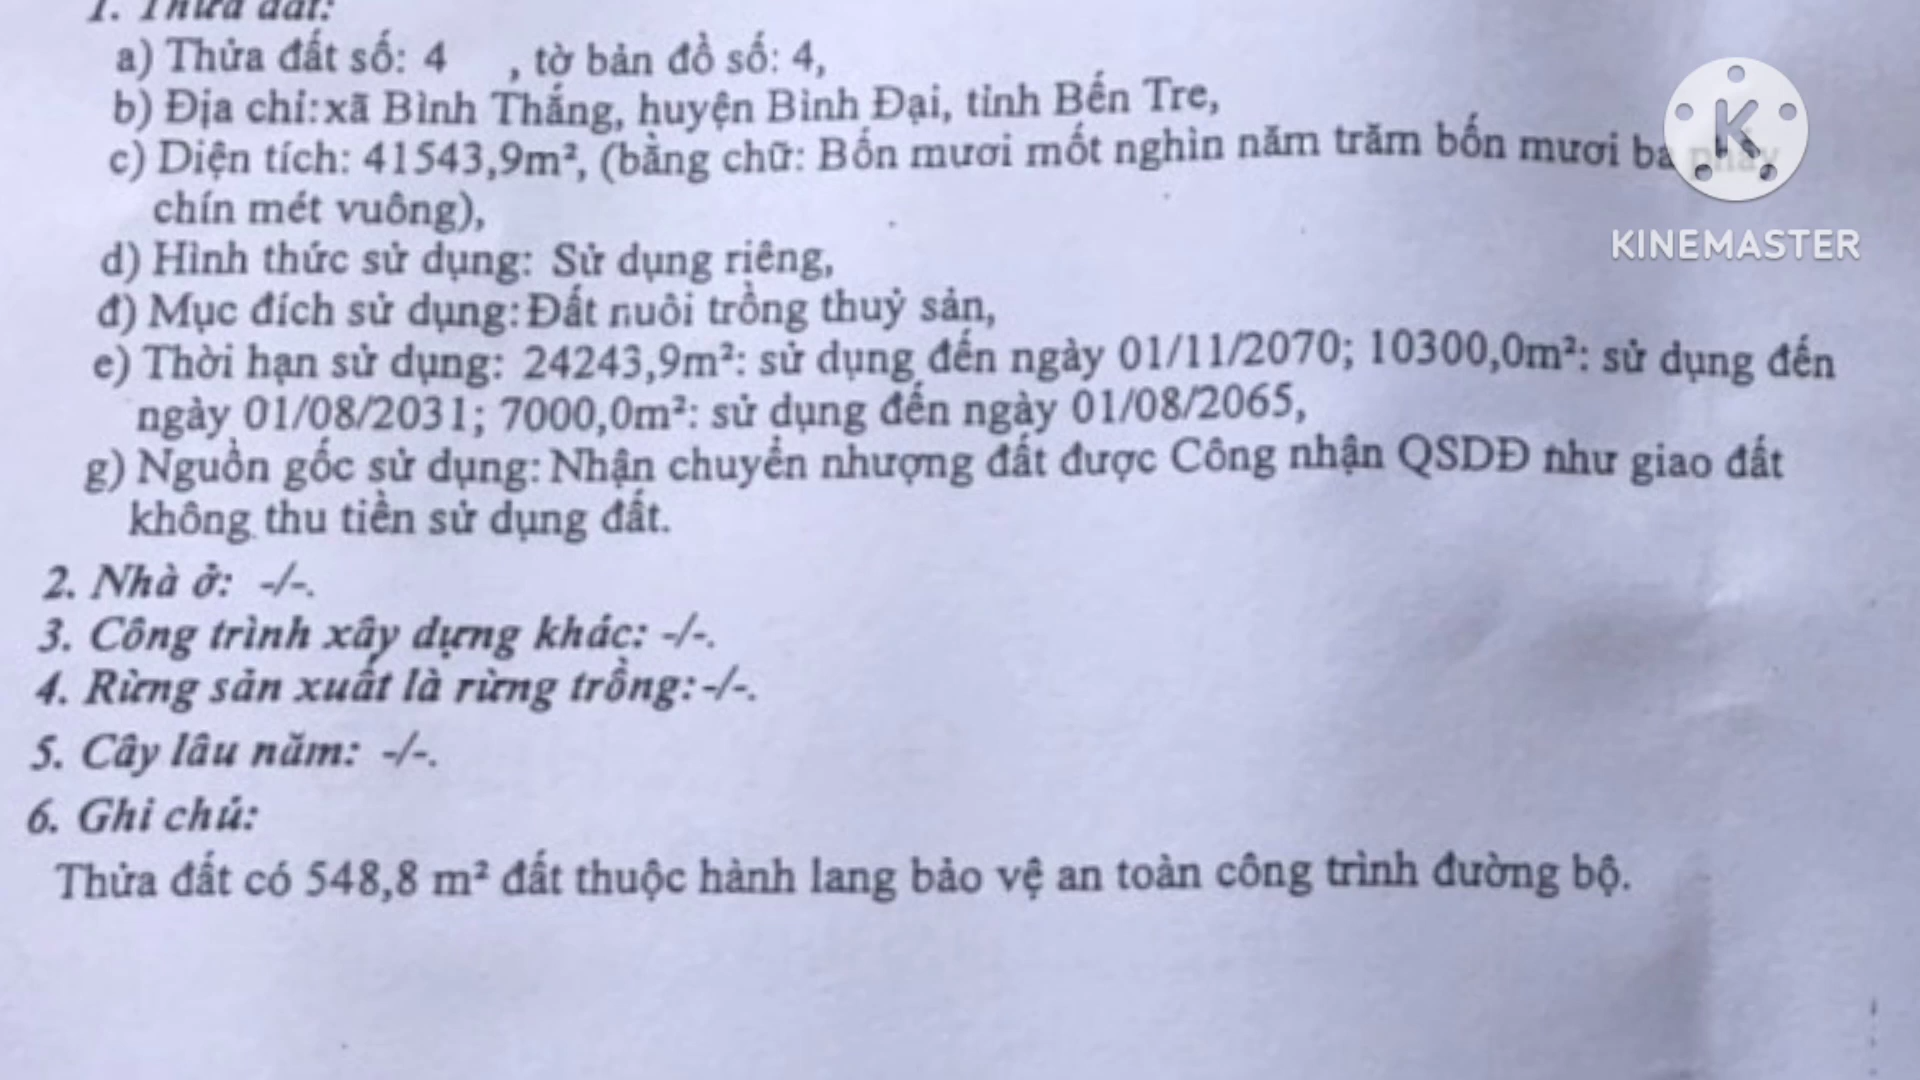 1. Thửa đất:
a) Thửa đất số: 4 , tờ bản đồ số: 4,
b) Địa chỉ: xã Bình Thắng, huyện Bình Đại, tỉnh Bến Tre,
c) Diện tích: 41543,9m², (bằng chữ: Bốn mươi mốt nghìn năm trăm bốn mươi ba phẩy
chín mét vuông),
d) Hình thức sử dụng: Sử dụng riêng,
đ) Mục đích sử dụng: Đất nuôi trồng thuỷ sản,
e) Thời hạn sử dụng: 24243,9m²: sử dụng đến ngày 01/11/2070; 10300,0m²: sử dụng đến
ngày 01/08/2031; 7000,0m²: sử dụng đến ngày 01/08/2065,
g) Nguồn gốc sử dụng: Nhận chuyển nhượng đất được Công nhận QSDĐ như giao đất
không thu tiền sử dụng đất.
2. Nhà ở: -/-.
3. Công trình xây dựng khác: -/-.
4. Rừng sản xuất là rừng trồng: -/-.
5. Cây lâu năm: -/-.
6. Ghi chú:
Thửa đất có 548,8 m² đất thuộc hành lang bảo vệ an toàn công trình đường bộ.
K
KINEMASTER